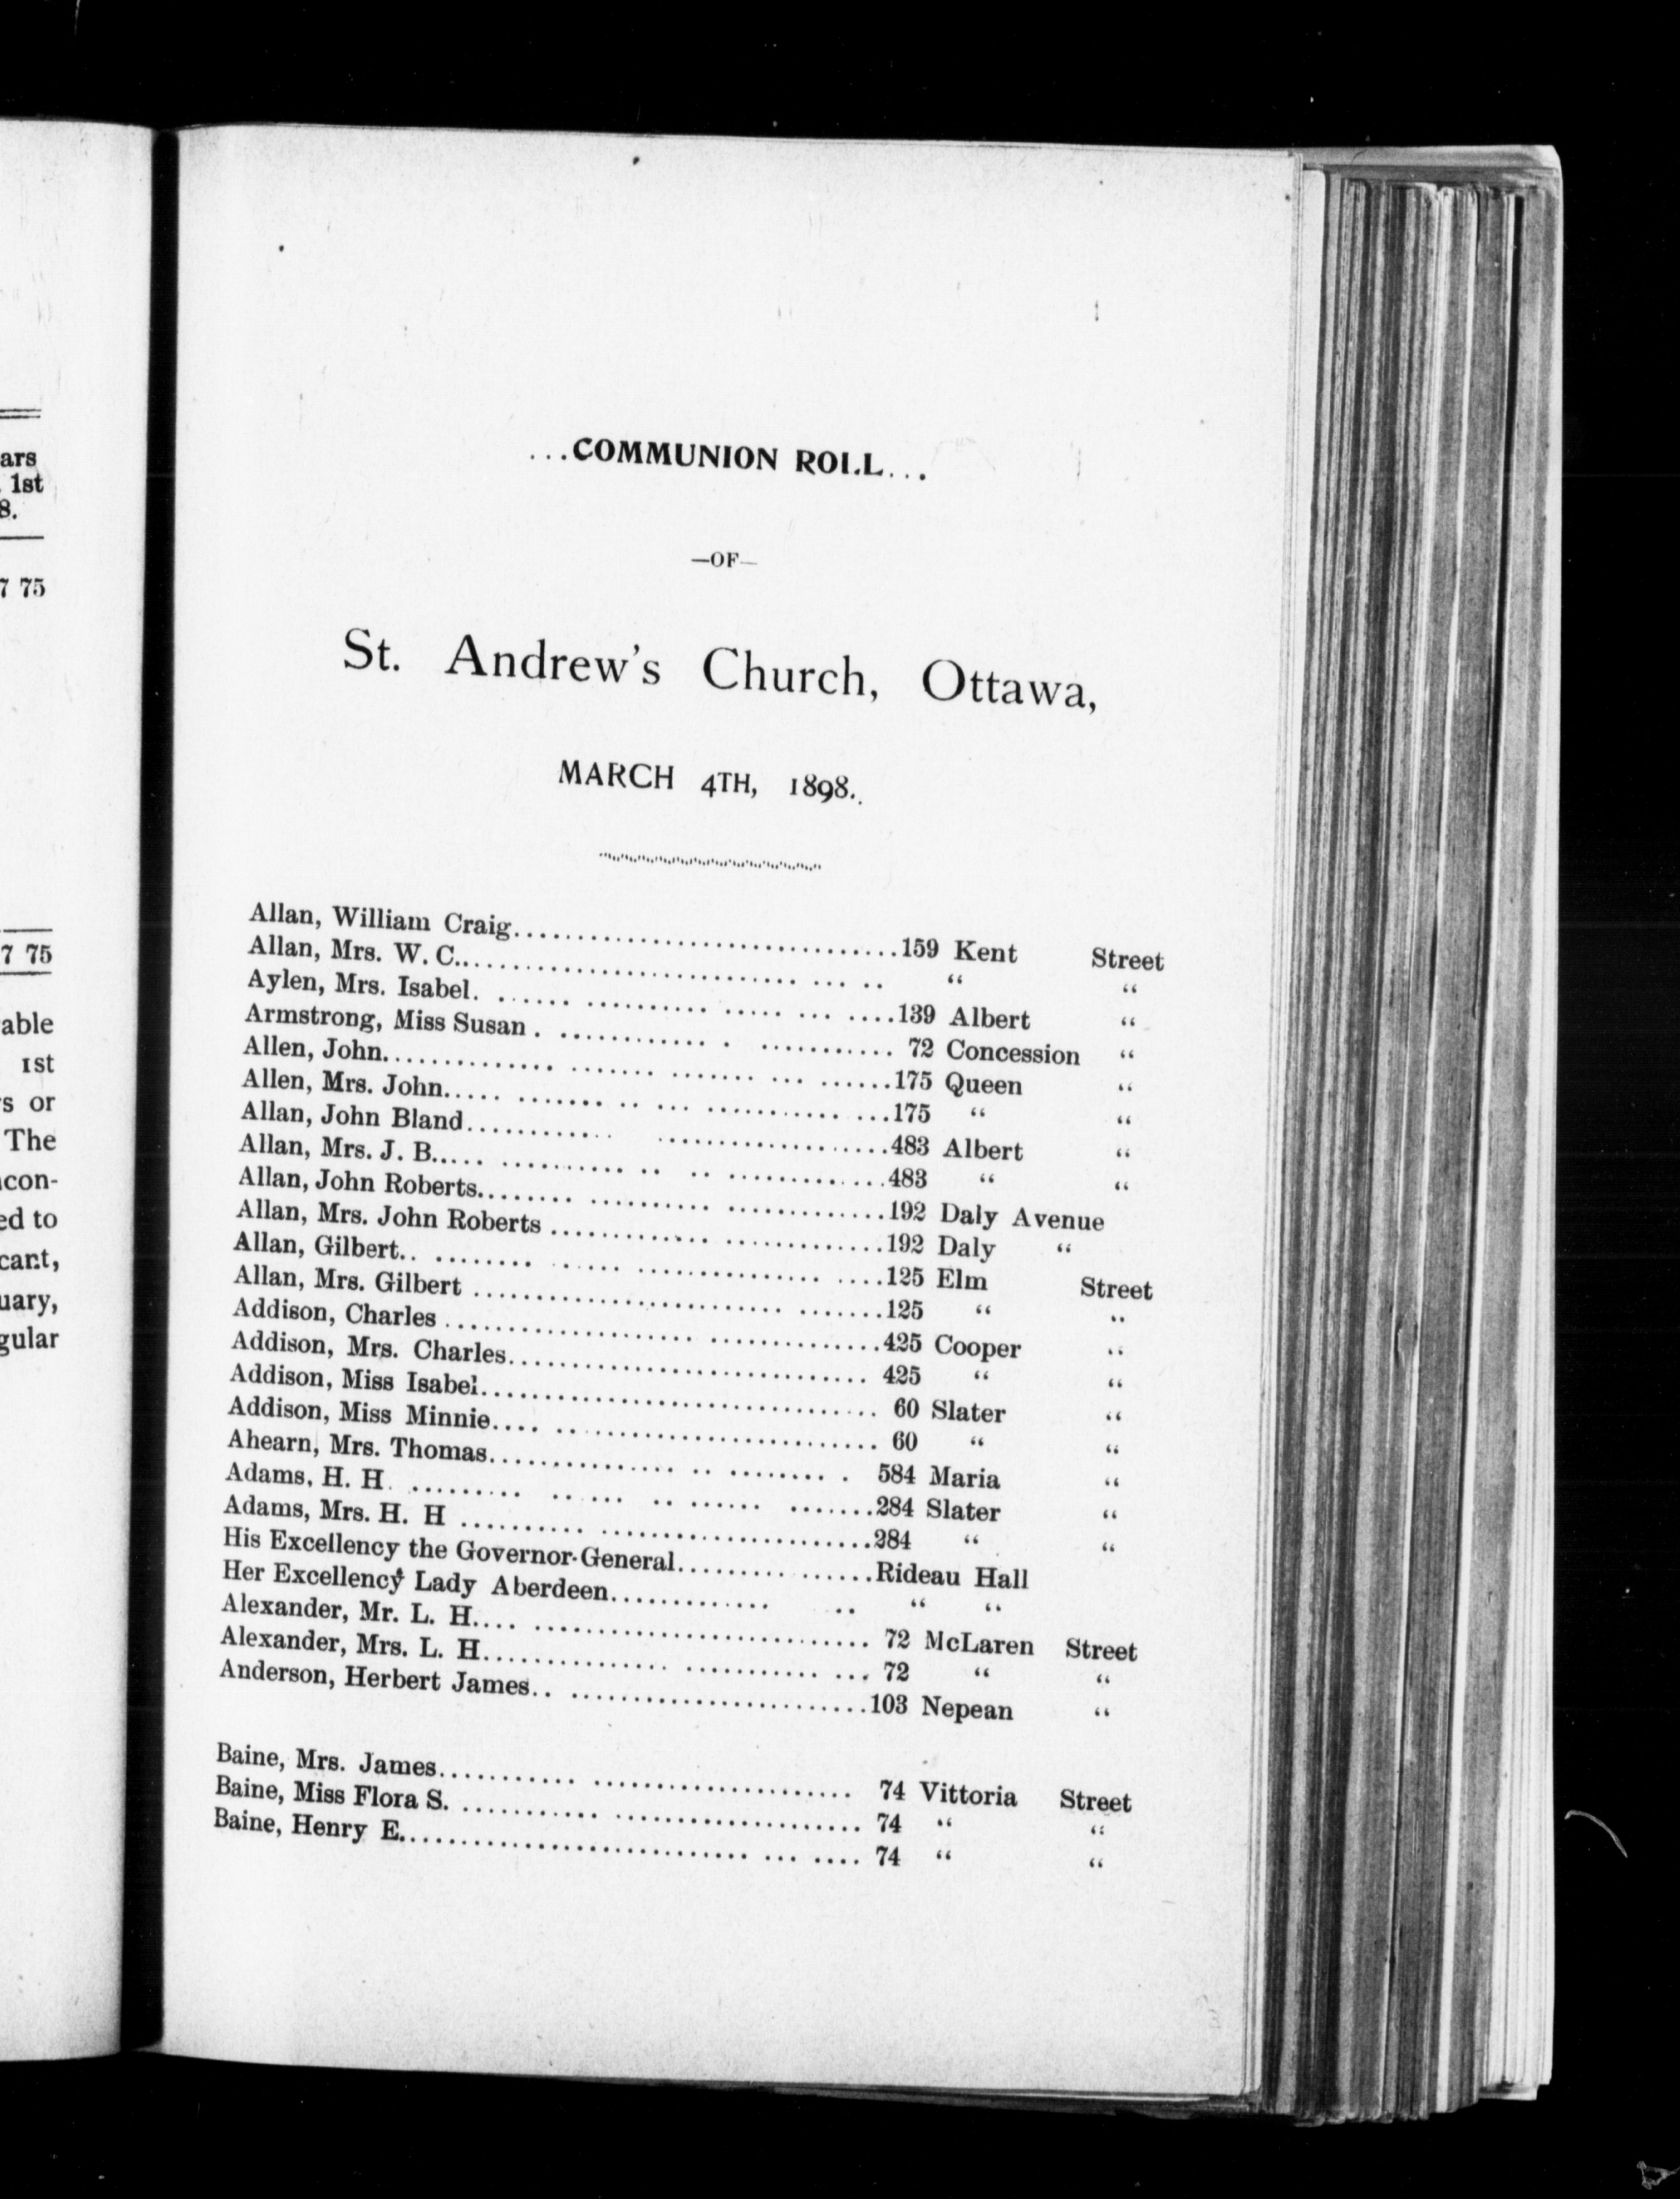 ars
1st
8.
7 75
7 75
able
1st
s or
The
con-
ed to
cant,
uary,
gular
...COMMUNION ROLL...
—OF—
St. Andrew's Church, Ottawa,
MARCH 4TH, 1898.
Allan, William Craig....................159 Kent Street
Allan, Mrs. W. C.................... “ “
Aylen, Mrs. Isabel....................139 Albert “
Armstrong, Miss Susan.................... 72 Concession “
Allen, John....................175 Queen “
Allen, Mrs. John....................175 “ “
Allan, John Bland....................483 Albert “
Allan, Mrs. J. B....................483 “ “
Allan, John Roberts....................192 Daly Avenue
Allan, Mrs. John Roberts....................192 Daly “
Allan, Gilbert....................125 Elm Street
Allan, Mrs. Gilbert....................125 “ “
Addison, Charles....................425 Cooper “
Addison, Mrs. Charles.................... 425 “ “
Addison, Miss Isabel.................... 60 Slater “
Addison, Miss Minnie.................... 60 “ “
Ahearn, Mrs. Thomas.................... 584 Maria “
Adams, H. H....................284 Slater “
Adams, Mrs. H. H....................284 “ “
His Excellency the Governor-General....................Rideau Hall
Her Excellency Lady Aberdeen.................... “ “
Alexander, Mr. L. H.................... 72 McLaren Street
Alexander, Mrs. L. H.................... 72 “ “
Anderson, Herbert James....................103 Nepean “
Baine, Mrs. James.................... 74 Vittoria Street
Baine, Miss Flora S..................... 74 “ “
Baine, Henry E.................... 74 “ “